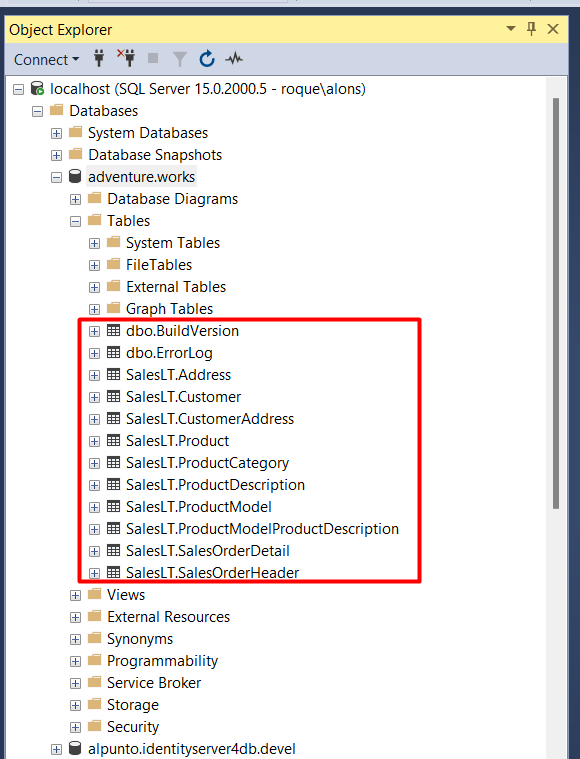 Object Explorer
Connect
localhost (SQL Server 15.0.2000.5 - roque\alons)
Databases
System Databases
Database Snapshots
adventure.works
Database Diagrams
Tables
System Tables
FileTables
External Tables
Graph Tables
dbo.BuildVersion
dbo.ErrorLog
SalesLT.Address
SalesLT.Customer
SalesLT.CustomerAddress
SalesLT.Product
SalesLT.ProductCategory
SalesLT.ProductDescription
SalesLT.ProductModel
SalesLT.ProductModelProductDescription
SalesLT.SalesOrderDetail
SalesLT.SalesOrderHeader
Views
External Resources
Synonyms
Programmability
Service Broker
Storage
Security
alpunto.identityserver4db.devel